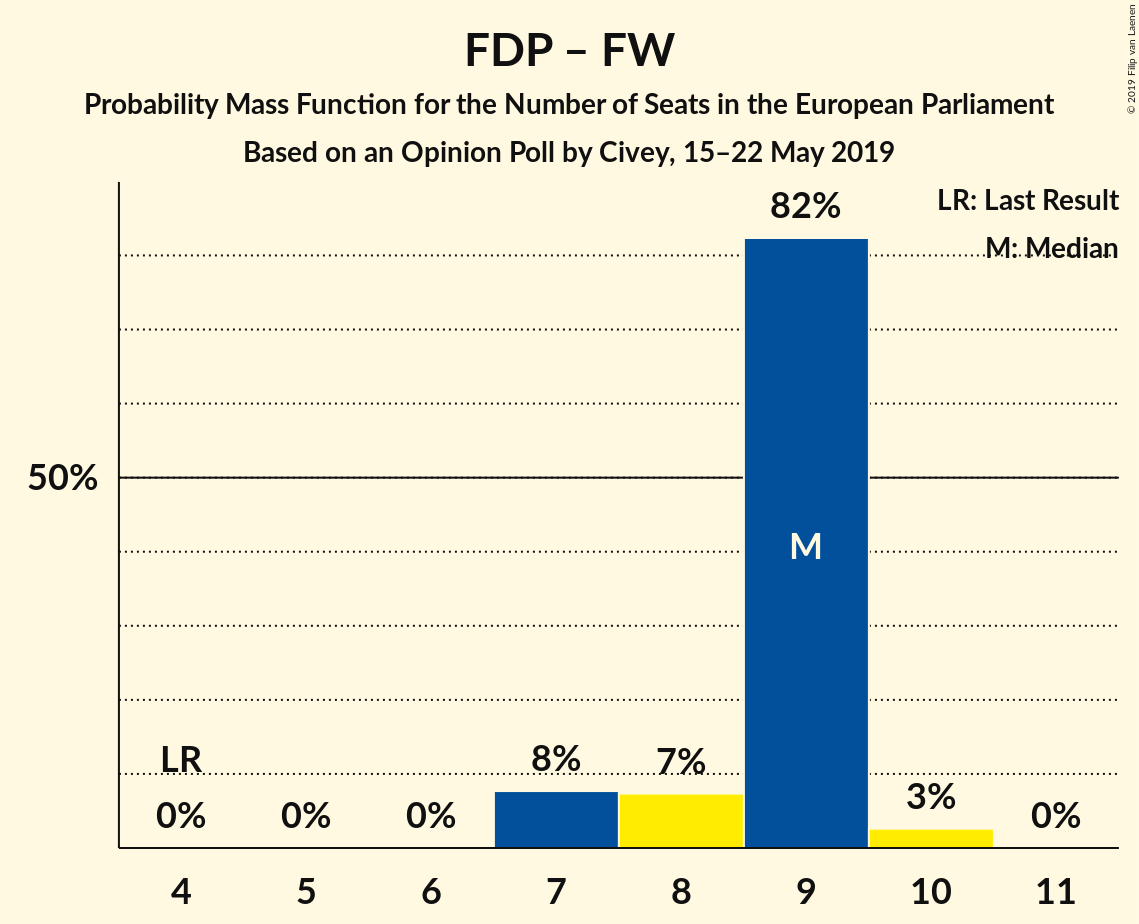 FDP – FW
Probability Mass Function for the Number of Seats in the European Parliament
Based on an Opinion Poll by Civey, 15–22 May 2019
© 2019 Filip van Laenen
LR: Last Result
M: Median
82%
50%
M
LR
8%
7%
3%
0%
0%
0%
0%
4 5 6 7 8 9 10 11